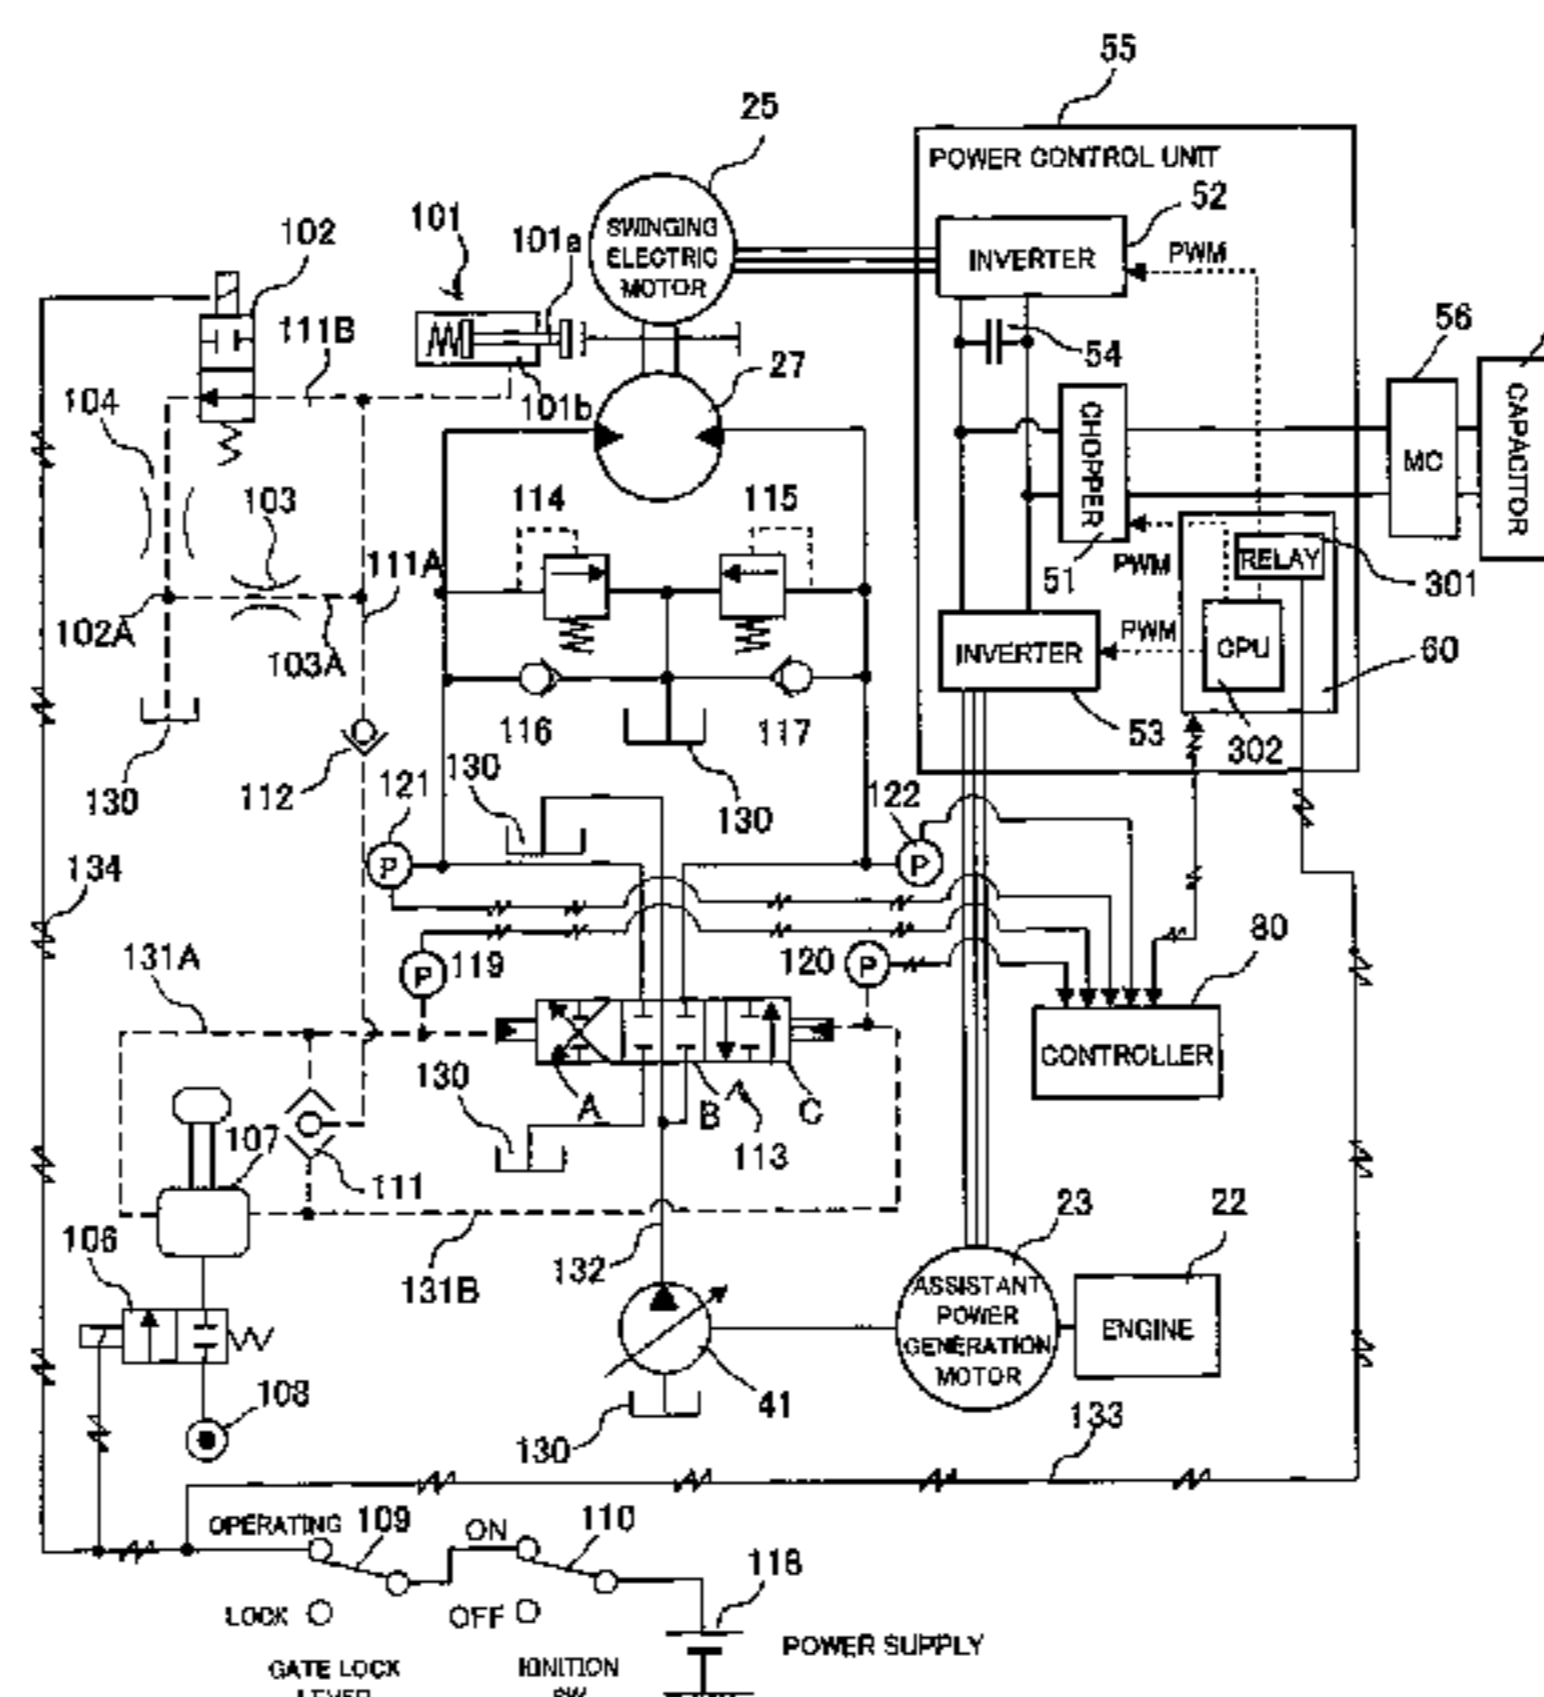 55
25
POWER CONTROL UNIT
52
102
101
101a
SWINGING
ELECTRIC
MOTOR
INVERTER
PWM
111B
54
56
27
104
101b
CHOPPER
MC
CAPACITOR
114
115
103
PWM
RELAY
301
111A
51
102A
103A
INVERTER
PWM
CPU
60
116
117
53
302
130
112
121
130
130
122
134
131A
119
120
80
CONTROLLER
130
A
B
C
107
113
111
106
23
22
132
131B
ASSISTANT
POWER
GENERATION
MOTOR
ENGINE
108
41
130
133
OPERATING
109
ON
110
118
LOCK
OFF
POWER SUPPLY
GATE LOCK
IGNITION
P
P
P
P